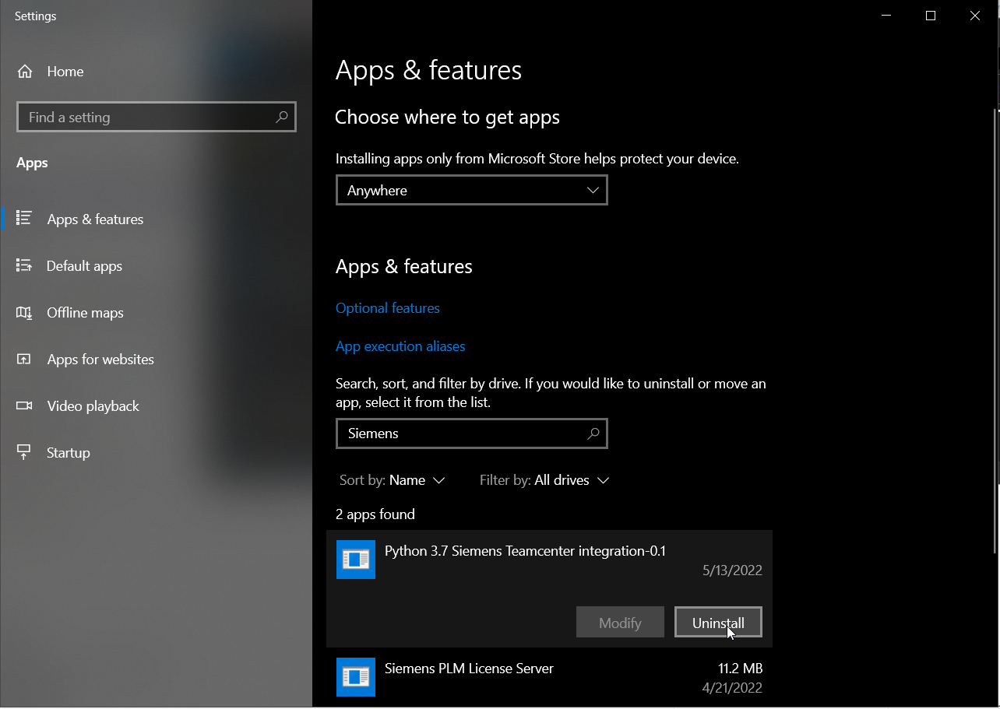 Settings
Home
Find a setting
Apps
Apps & features
Default apps
Offline maps
Apps for websites
Video playback
Startup
Apps & features
Choose where to get apps
Installing apps only from Microsoft Store helps protect your device.
Anywhere
Apps & features
Optional features
App execution aliases
Search, sort, and filter by drive. If you would like to uninstall or move an
app, select it from the list.
Siemens
Sort by: Name Filter by: All drives
2 apps found
Python 3.7 Siemens Teamcenter integration-0.1
5/13/2022
Modify Uninstall
Siemens PLM License Server 11.2 MB
4/21/2022